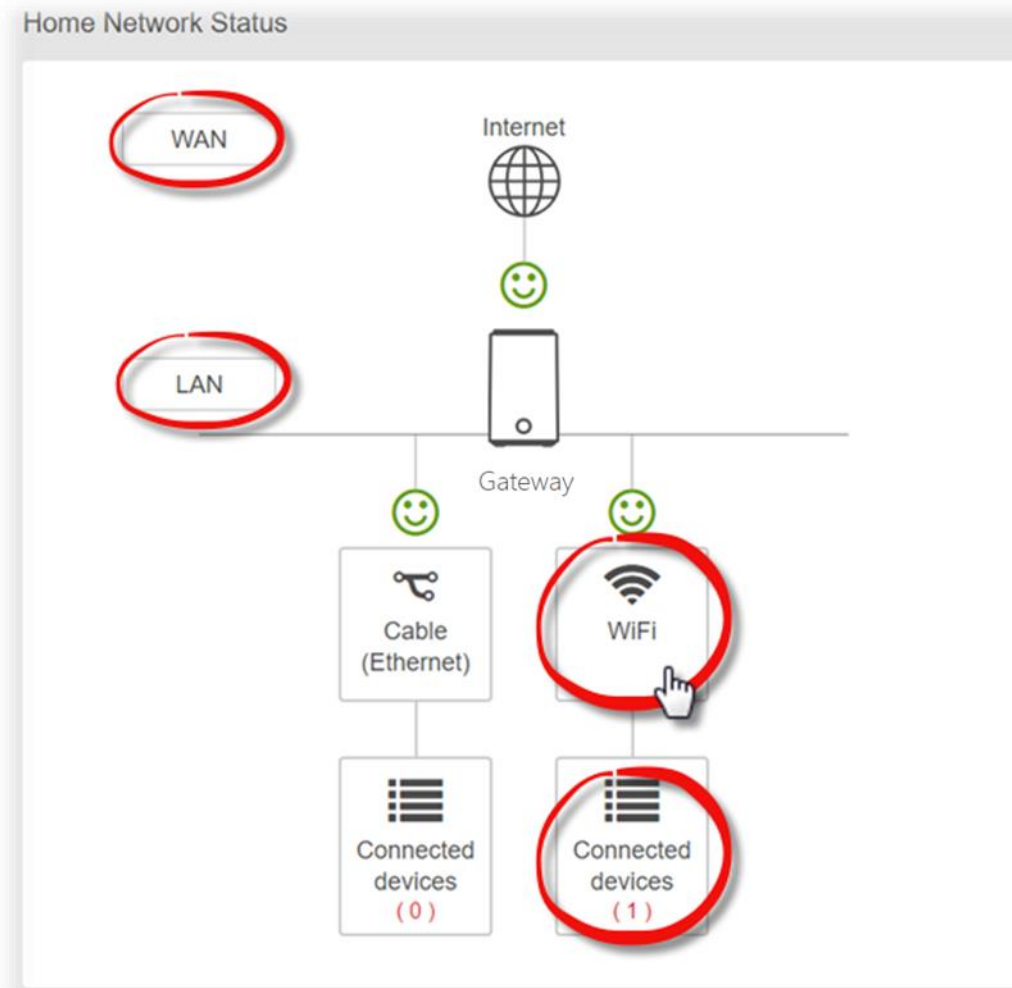 Home Network Status
WAN
Internet
LAN
Gateway
Cable
(Ethernet)
WiFi
Connected
devices
( 0 )
Connected
devices
( 1 )